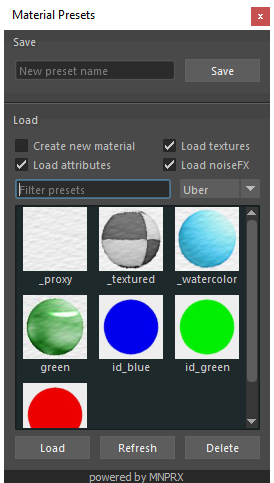 Material Presets
x
Save
New preset name
Save
Load
Create new material
Load textures
Load attributes
Load noiseFX
Filter presets
Uber
_proxy
_textured
_watercolor
green
id_blue
id_green
Load
Refresh
Delete
powered by MNPRX